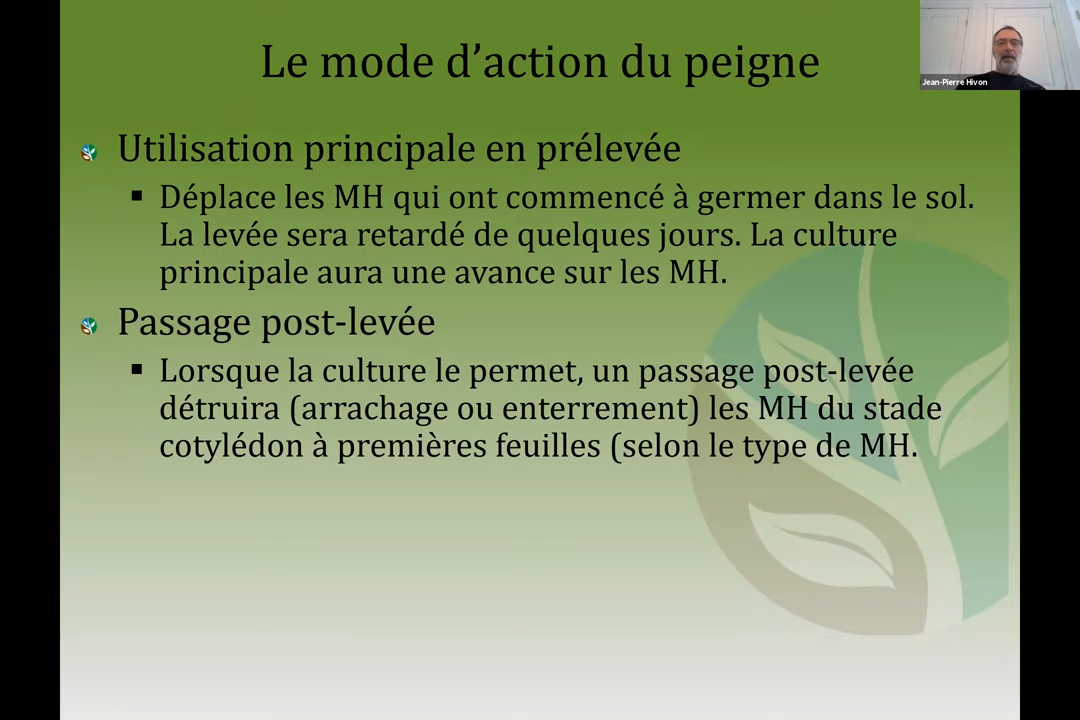 Le mode d’action du peigne
Jean-Pierre Hivon
Utilisation principale en prélevée
Déplace les MH qui ont commencé à germer dans le sol.
La levée sera retardé de quelques jours. La culture
principale aura une avance sur les MH.
Passage post-levée
Lorsque la culture le permet, un passage post-levée
détruira (arrachage ou enterrement) les MH du stade
cotylédon à premières feuilles (selon le type de MH.